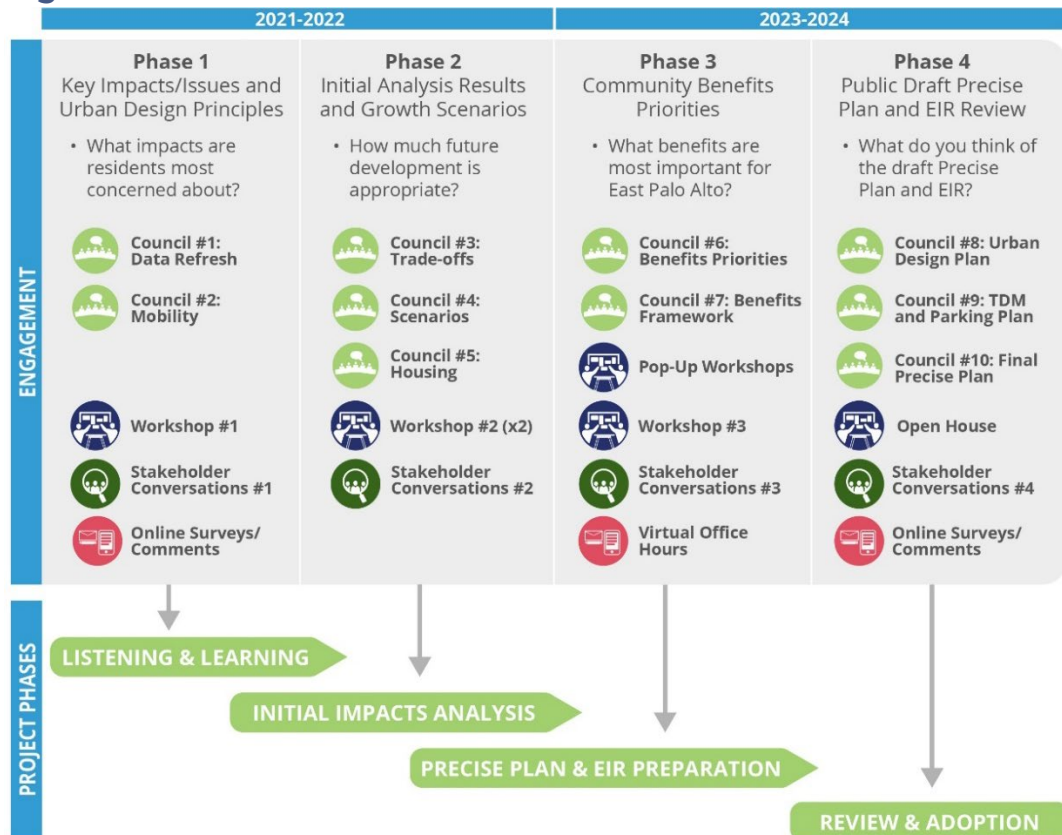 2021-2022
2023-2024
ENGAGEMENT
Phase 1
Key Impacts/Issues and
Urban Design Principles
• What impacts are
residents most
concerned about?
Council #1:
Data Refresh
Council #2:
Mobility
Workshop #1
Stakeholder
Conversations #1
Online Surveys/
Comments
Phase 2
Initial Analysis Results
and Growth Scenarios
• How much future
development is
appropriate?
Council #3:
Trade-offs
Council #4:
Scenarios
Council #5:
Housing
Workshop #2 (x2)
Stakeholder
Conversations #2
Phase 3
Community Benefits
Priorities
• What benefits are
most important for
East Palo Alto?
Council #6:
Benefits Priorities
Council #7: Benefits
Framework
Pop-Up Workshops
Workshop #3
Stakeholder
Conversations #3
Virtual Office
Hours
Phase 4
Public Draft Precise
Plan and EIR Review
• What do you think of
the draft Precise
Plan and EIR?
Council #8: Urban
Design Plan
Council #9: TDM
and Parking Plan
Council #10: Final
Precise Plan
Open House
Stakeholder
Conversations #4
Online Surveys/
Comments
PROJECT PHASES
LISTENING & LEARNING
INITIAL IMPACTS ANALYSIS
PRECISE PLAN & EIR PREPARATION
REVIEW & ADOPTION